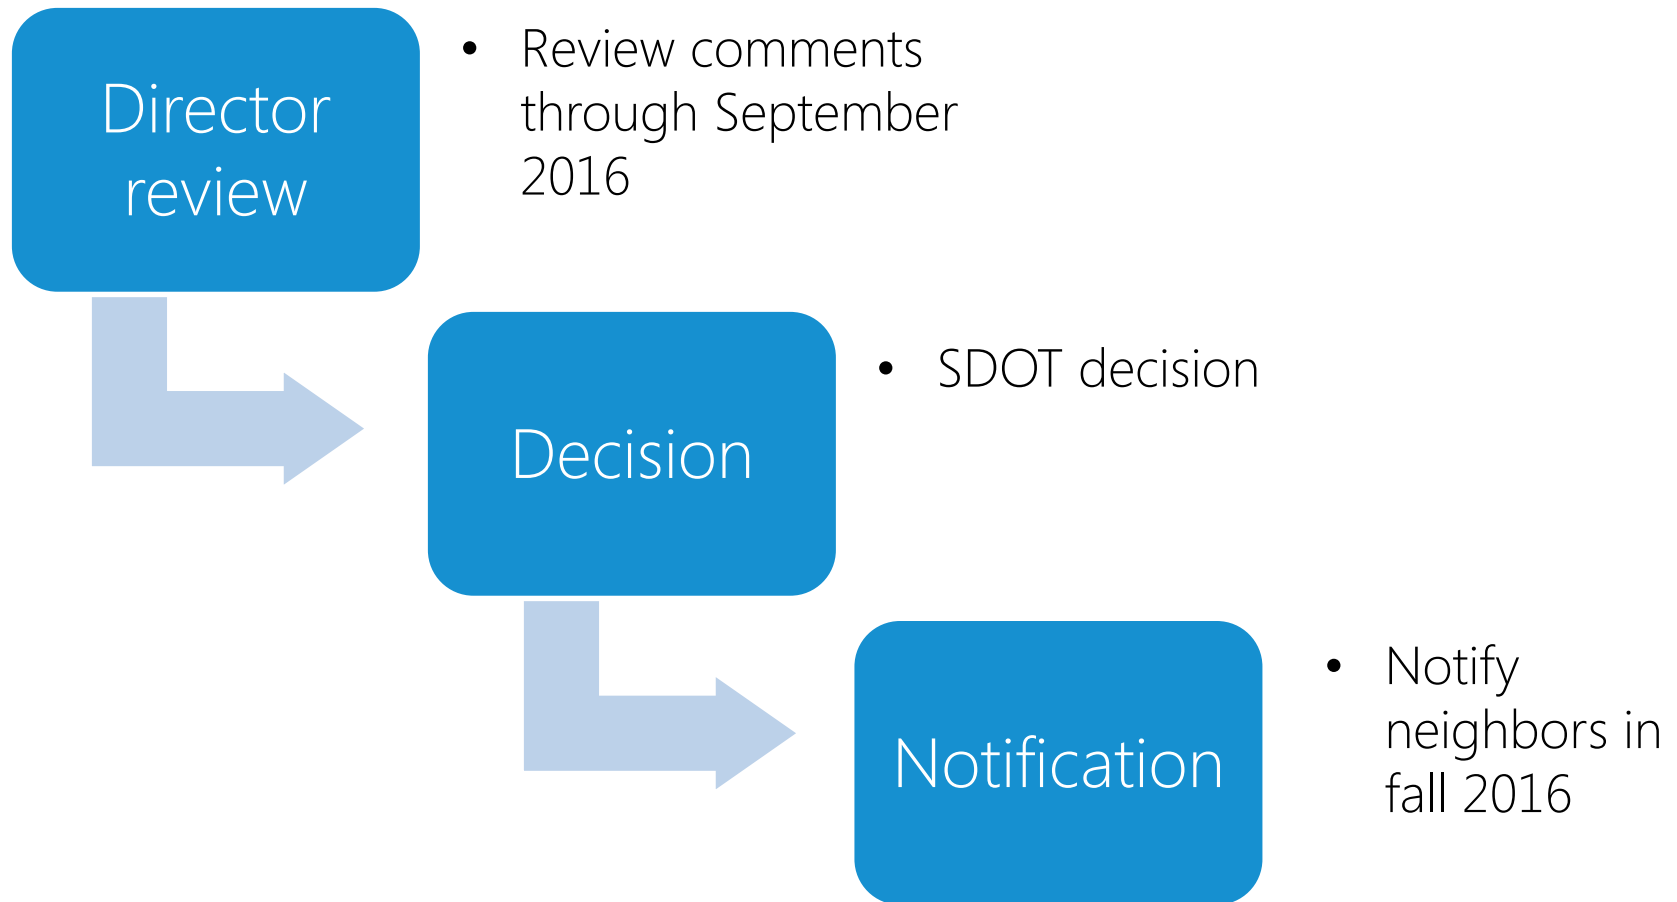 Director
review
• Review comments
through September
2016
Decision
• SDOT decision
Notification
• Notify
neighbors in
fall 2016